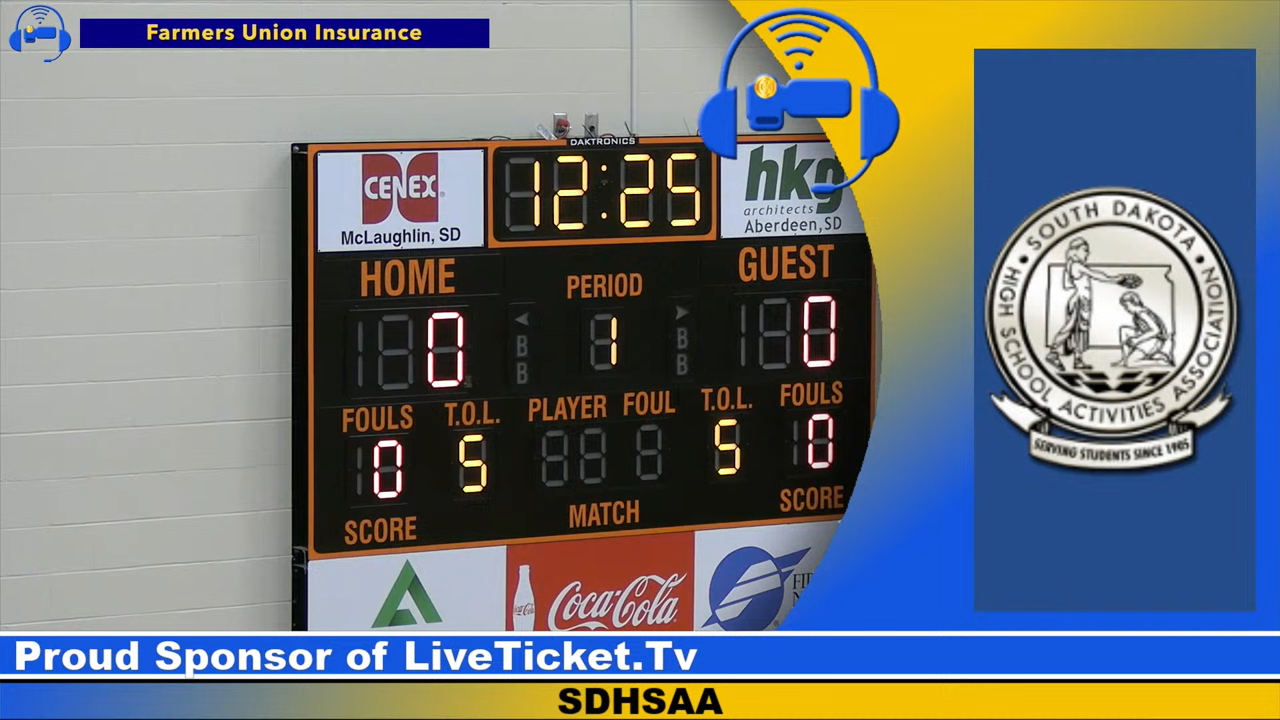 Farmers Union Insurance
DAKTRONICS
CENEX
McLaughlin, SD
12:25
hkg
architects
Aberdeen, SD
HOME
PERIOD
GUEST
0
1
0
B
B
B
B
FOULS
T.O.L.
PLAYER FOUL
T.O.L.
FOULS
0
5
5
0
SCORE
MATCH
SCORE
Coca-Cola
SOUTH DAKOTA
HIGH SCHOOL ACTIVITIES ASSOCIATION
SERVING STUDENTS SINCE 1905
Proud Sponsor of LiveTicket.Tv
SDHSAA